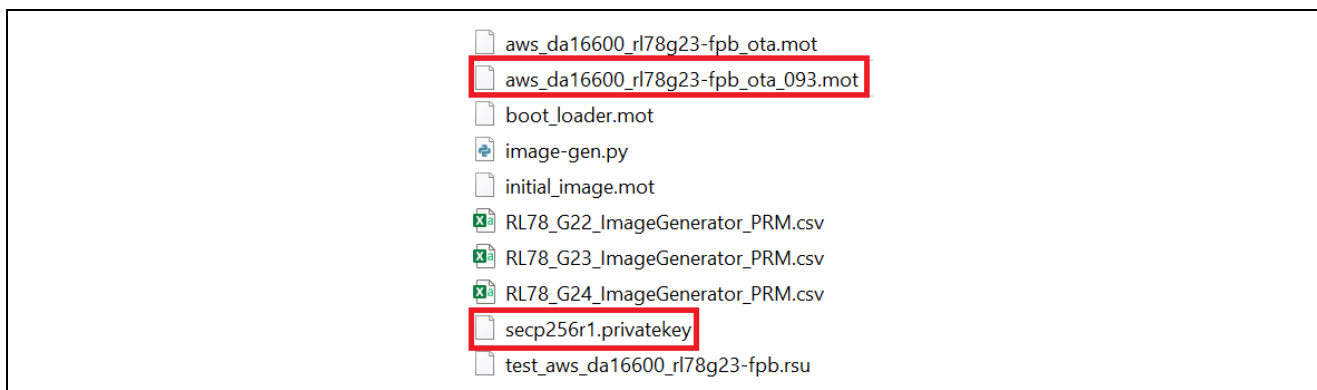 aws_da16600_rl78g23-fpb_ota.mot
aws_da16600_rl78g23-fpb_ota_093.mot
boot_loader.mot
image-gen.py
initial_image.mot
RL78_G22_ImageGenerator_PRM.csv
RL78_G23_ImageGenerator_PRM.csv
RL78_G24_ImageGenerator_PRM.csv
secp256r1.privatekey
test_aws_da16600_rl78g23-fpb.rsu